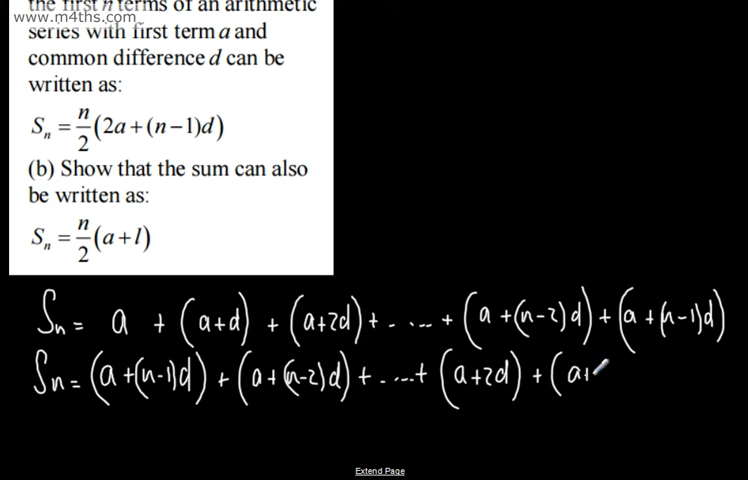 the first n terms of an arithmetic
www.m4ths.com
series with first term a and
common difference d can be
written as:
S_n = n/2 (2a + (n − 1)d)
(b) Show that the sum can also
be written as:
S_n = n/2 (a + l)
Sn = a + (a+d) + (a+2d) + ..... + (a + (n-2)d) + (a + (n-1)d)
Sn = (a + (n-1)d) + (a + (n-2)d) + ..... + (a+2d) + (a+
Extend Page